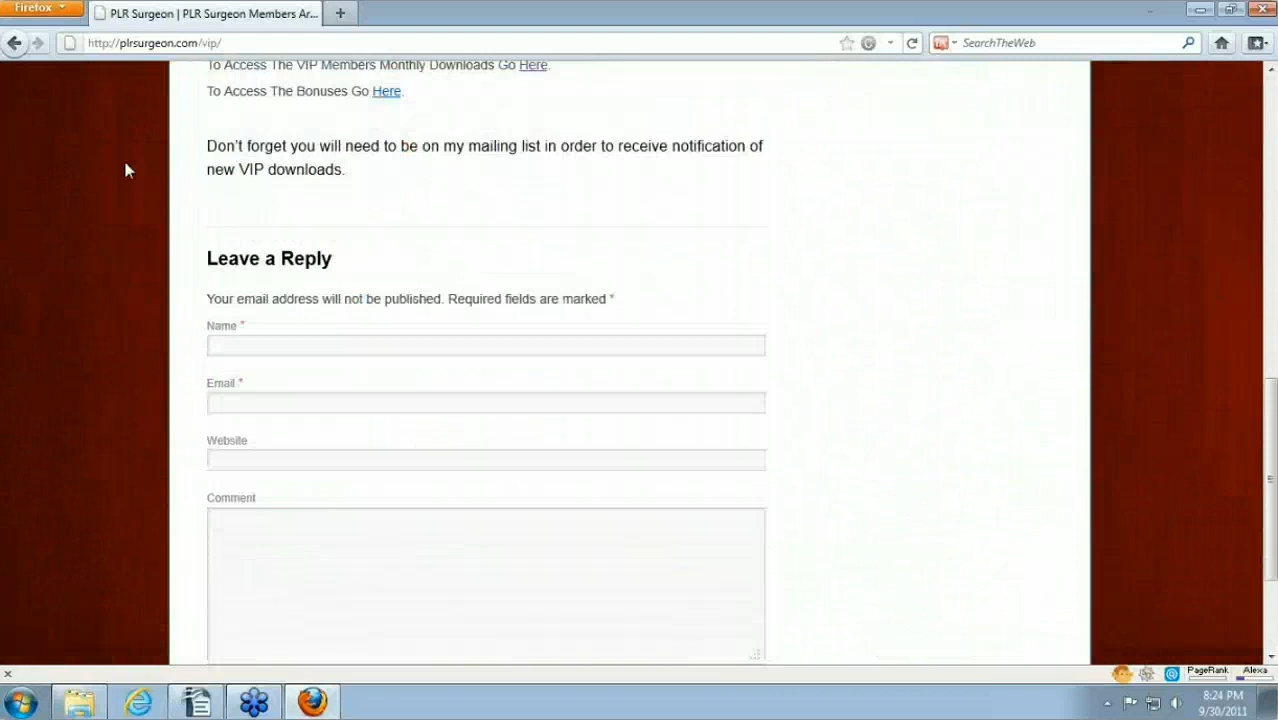 Firefox
PLR Surgeon | PLR Surgeon Members Ar...
http://plrsurgeon.com/vip/
SearchTheWeb
To Access The VIP Members Monthly Downloads Go Here.
To Access The Bonuses Go Here.
Don't forget you will need to be on my mailing list in order to receive notification of
new VIP downloads.
Leave a Reply
Your email address will not be published. Required fields are marked *
Name *
Email *
Website
Comment
PageRank
Alexa
8:24 PM
9/30/2011